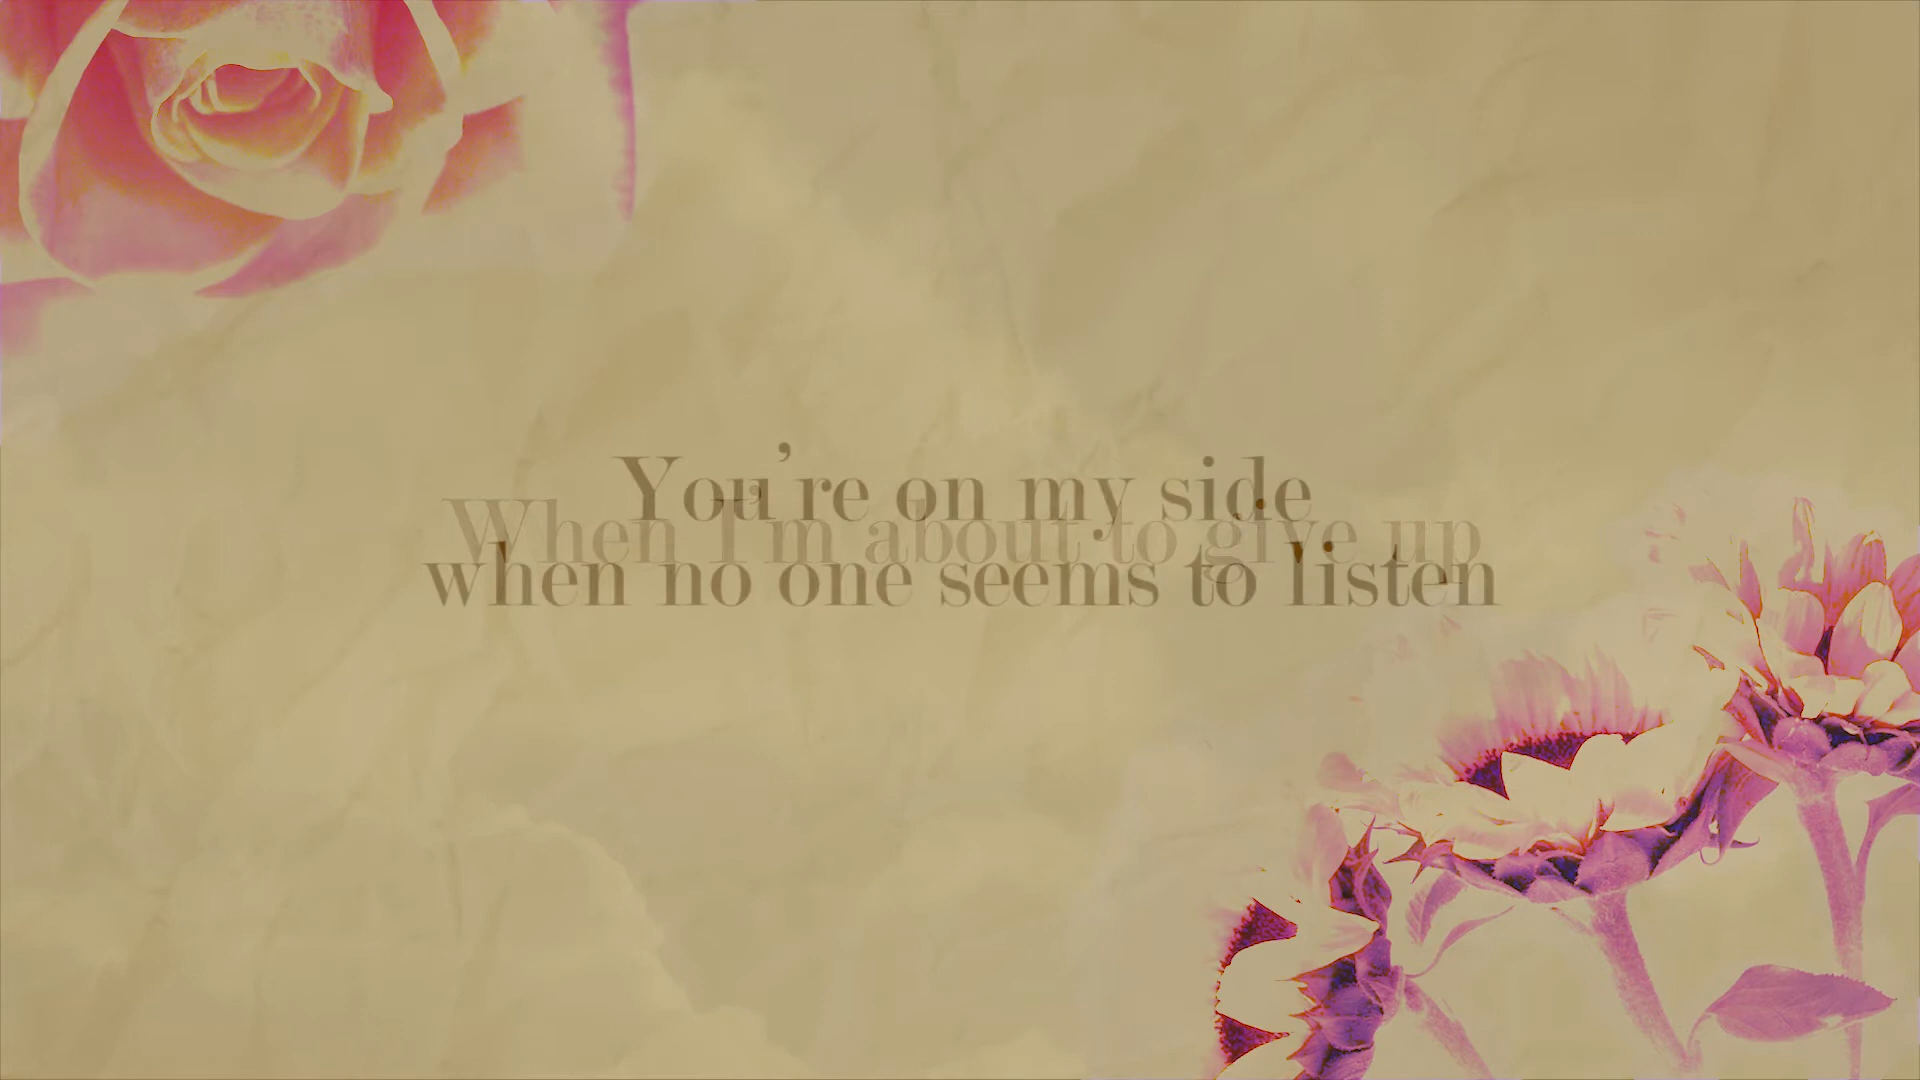 You're on my side
When I'm about to give up
when no one seems to listen